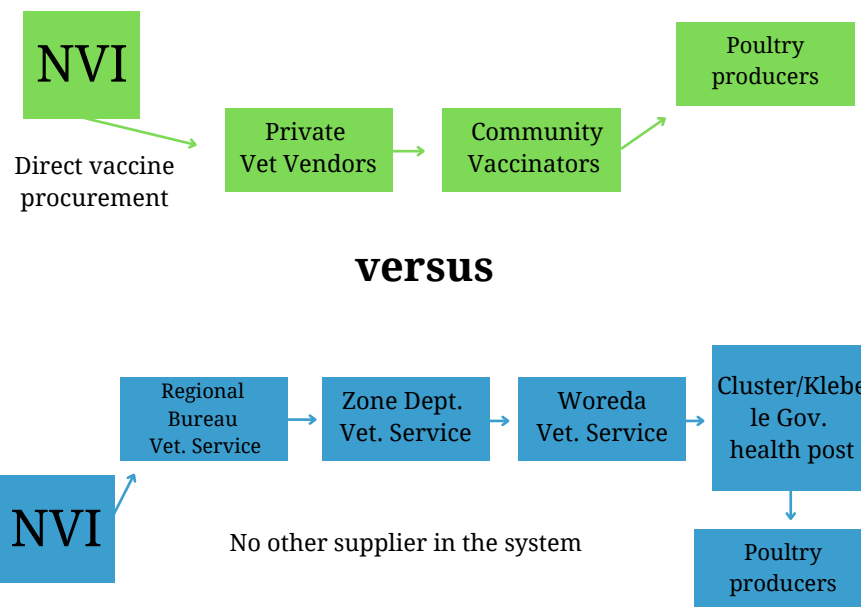 NVI
Direct vaccine
procurement
Private
Vet Vendors
Community
Vaccinators
Poultry
producers
versus
NVI
Regional
Bureau
Vet. Service
Zone Dept.
Vet. Service
Woreda
Vet. Service
Cluster/Klebe
le Gov.
health post
Poultry
producers
No other supplier in the system